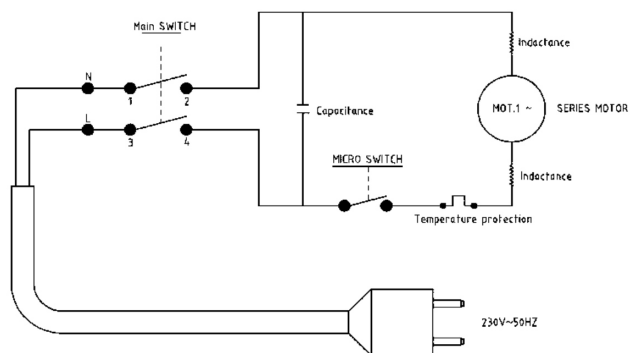 Main SWITCH
N
1
2
L
3
4
Capacitance
Inductance
MOT.1 ~
SERIES MOTOR
Inductance
MICRO SWITCH
Temperature protection
230V~50HZ